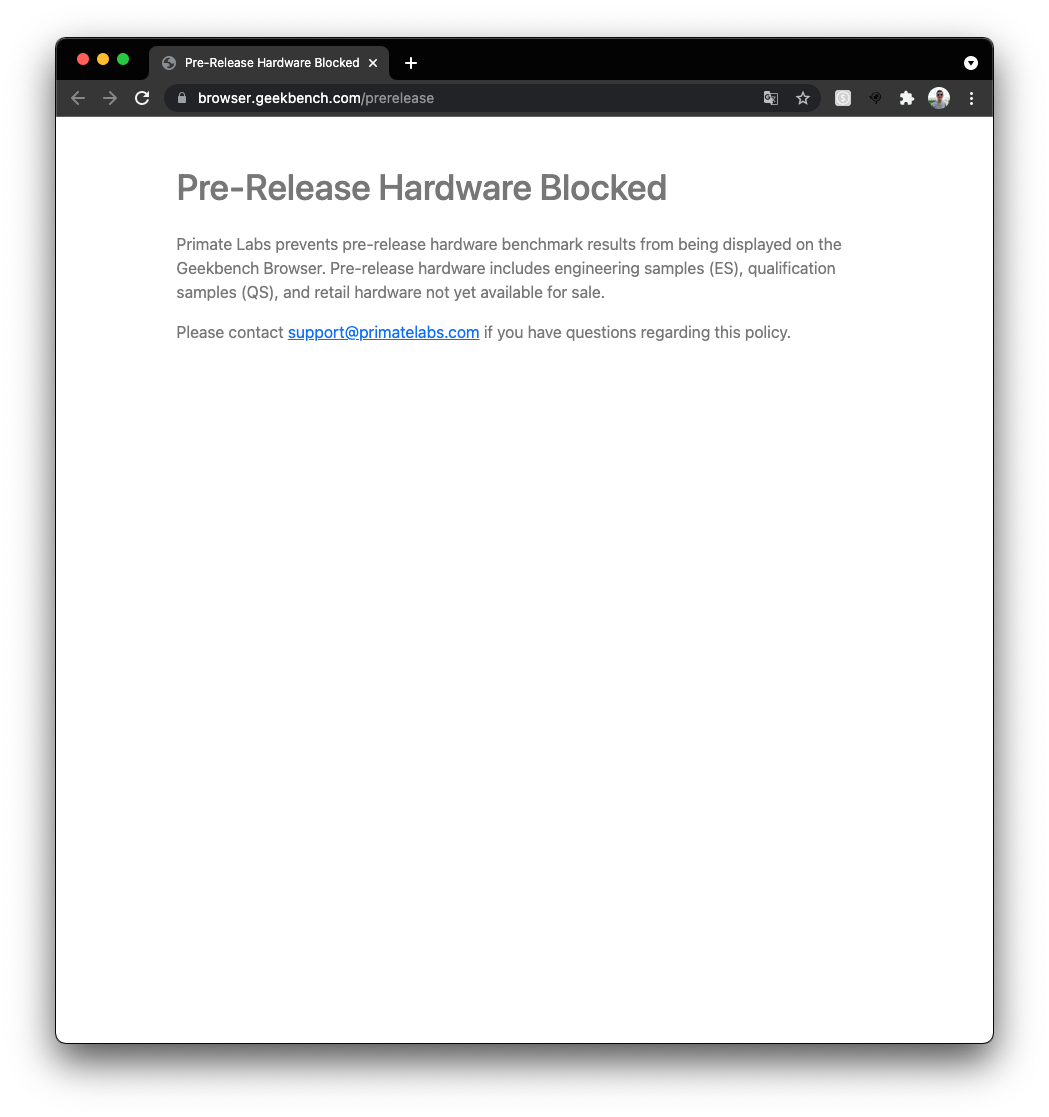 Pre-Release Hardware Blocked
browser.geekbench.com/prerelease
Pre-Release Hardware Blocked
Primate Labs prevents pre-release hardware benchmark results from being displayed on the
Geekbench Browser. Pre-release hardware includes engineering samples (ES), qualification
samples (QS), and retail hardware not yet available for sale.
Please contact support@primatelabs.com if you have questions regarding this policy.